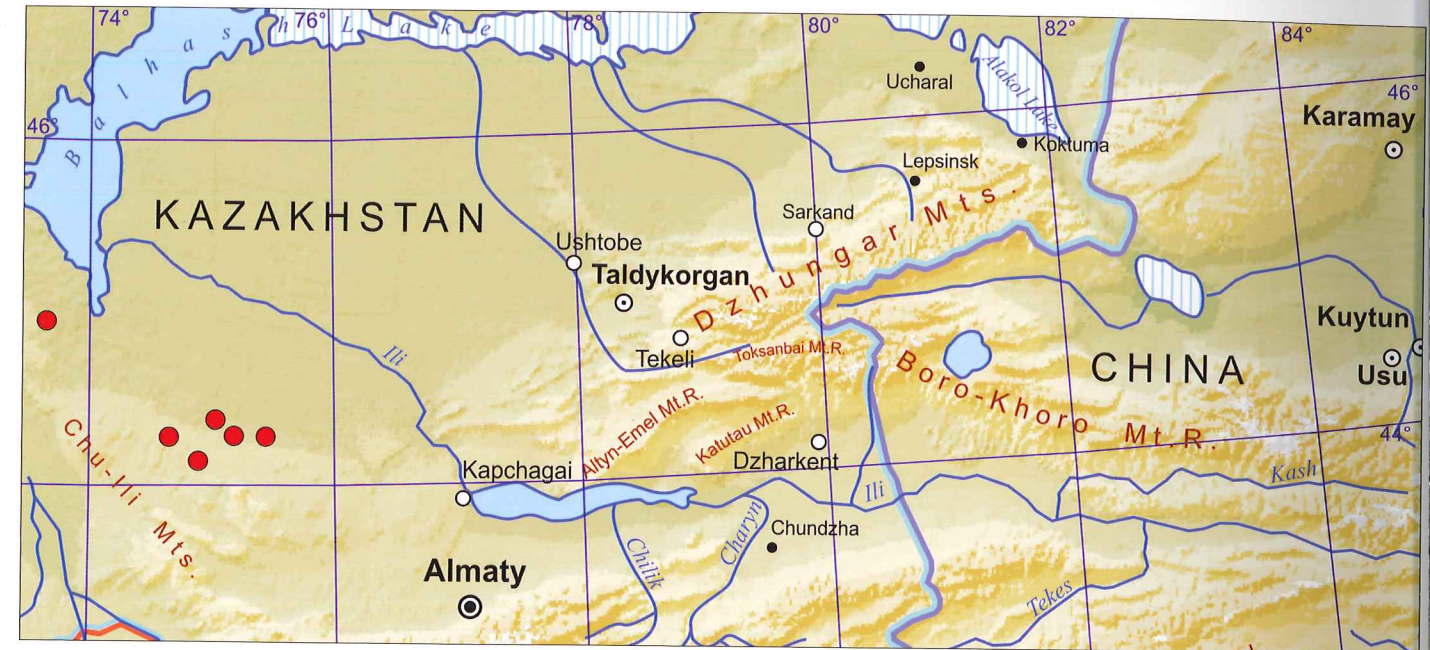 74°
76°
78°
80°
82°
84°
Balhash Lake
Ucharal
Alakol Lake
46°
46°
Karamay
Koktuma
Lepsinsk
KAZAKHSTAN
Sarkand
Ushtobe
Taldykorgan
Dzhungar Mts.
Tekeli
Toksanbai Mt.R.
Kuytun
Usu
CHINA
Boro-Khoro Mt.R.
Ili
Altyn-Emel Mt.R.
Katutau Mt.R.
Dzharkent
44°
Chu-Ili Mts.
Kapchagai
Ili
Kash
Charyn
Chundzha
Chilik
Almaty
Tekes